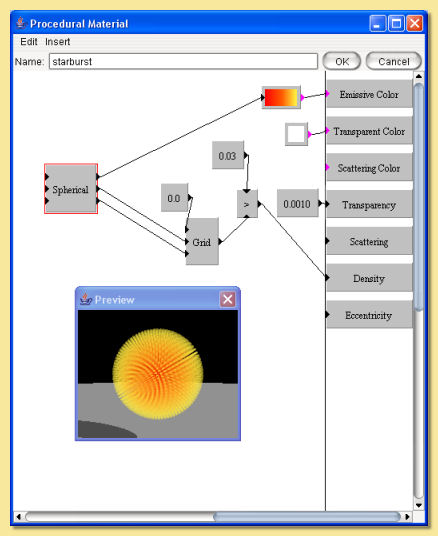 Procedural Material
Edit Insert
Name: starburst OK Cancel
Emissive Color
Transparent Color
0.03
Scattering Color
Spherical
0.0
>
0.0010
Transparency
Grid
Scattering
Density
Preview
Eccentricity